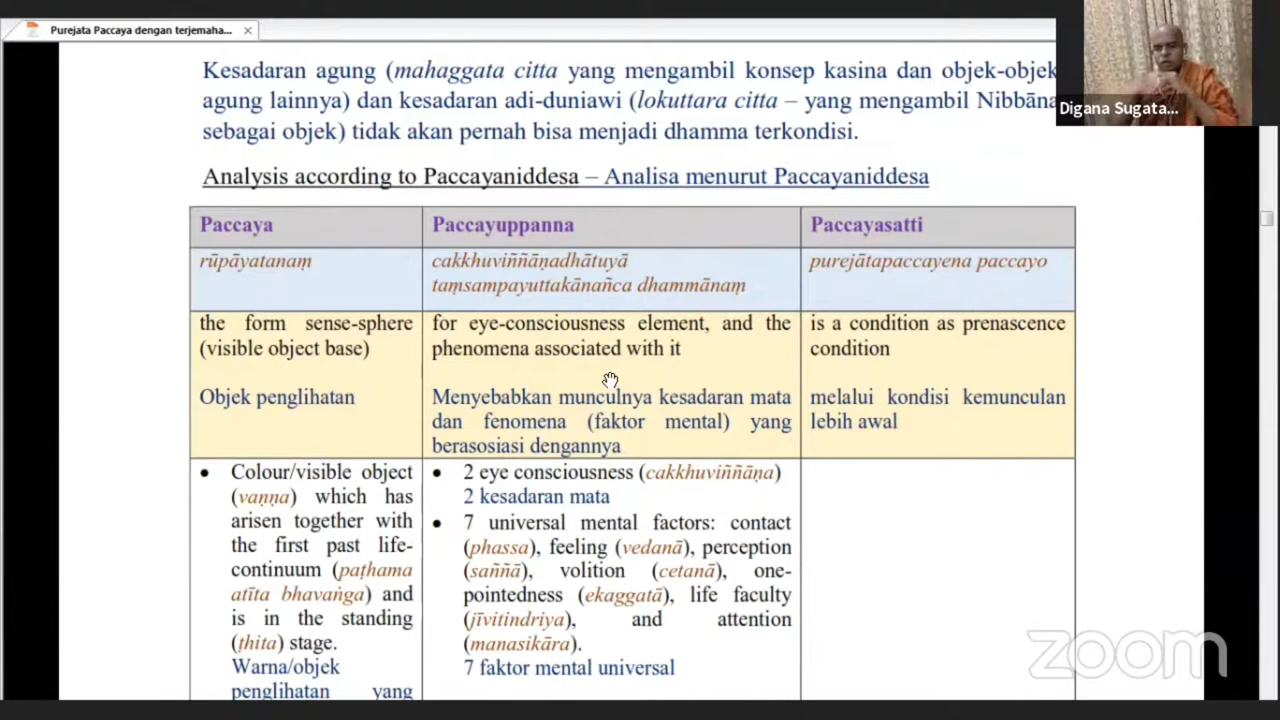 Purejata Paccaya dengan terjemaha...
Kesadaran agung (mahaggata citta yang mengambil konsep kasina dan objek-objek
agung lainnya) dan kesadaran adi-duniawi (lokuttara citta – yang mengambil Nibbāna
sebagai objek) tidak akan pernah bisa menjadi dhamma terkondisi.
Digana Sugata...
Analysis according to Paccayaniddesa – Analisa menurut Paccayaniddesa
Paccaya
Paccayuppanna
Paccayasatti
rūpāyatanaṃ
cakkhuviññāṇadhātuyā
taṃsampayuttakānañca dhammānaṃ
purejātapaccayena paccayo
the form sense-sphere
(visible object base)
Objek penglihatan
for eye-consciousness element, and the
phenomena associated with it
Menyebabkan munculnya kesadaran mata
dan fenomena (faktor mental) yang
berasosiasi dengannya
is a condition as prenascence
condition
melalui kondisi kemunculan
lebih awal
• Colour/visible object
(vaṇṇa) which has
arisen together with
the first past life-
continuum (paṭhama
atīta bhavaṅga) and
is in the standing
(ṭhita) stage.
Warna/objek
penglihatan yang
• 2 eye consciousness (cakkhuviññāṇa)
2 kesadaran mata
• 7 universal mental factors: contact
(phassa), feeling (vedanā), perception
(saññā), volition (cetanā), one-
pointedness (ekaggatā), life faculty
(jīvitindriya), and attention
(manasikāra).
7 faktor mental universal
zoom